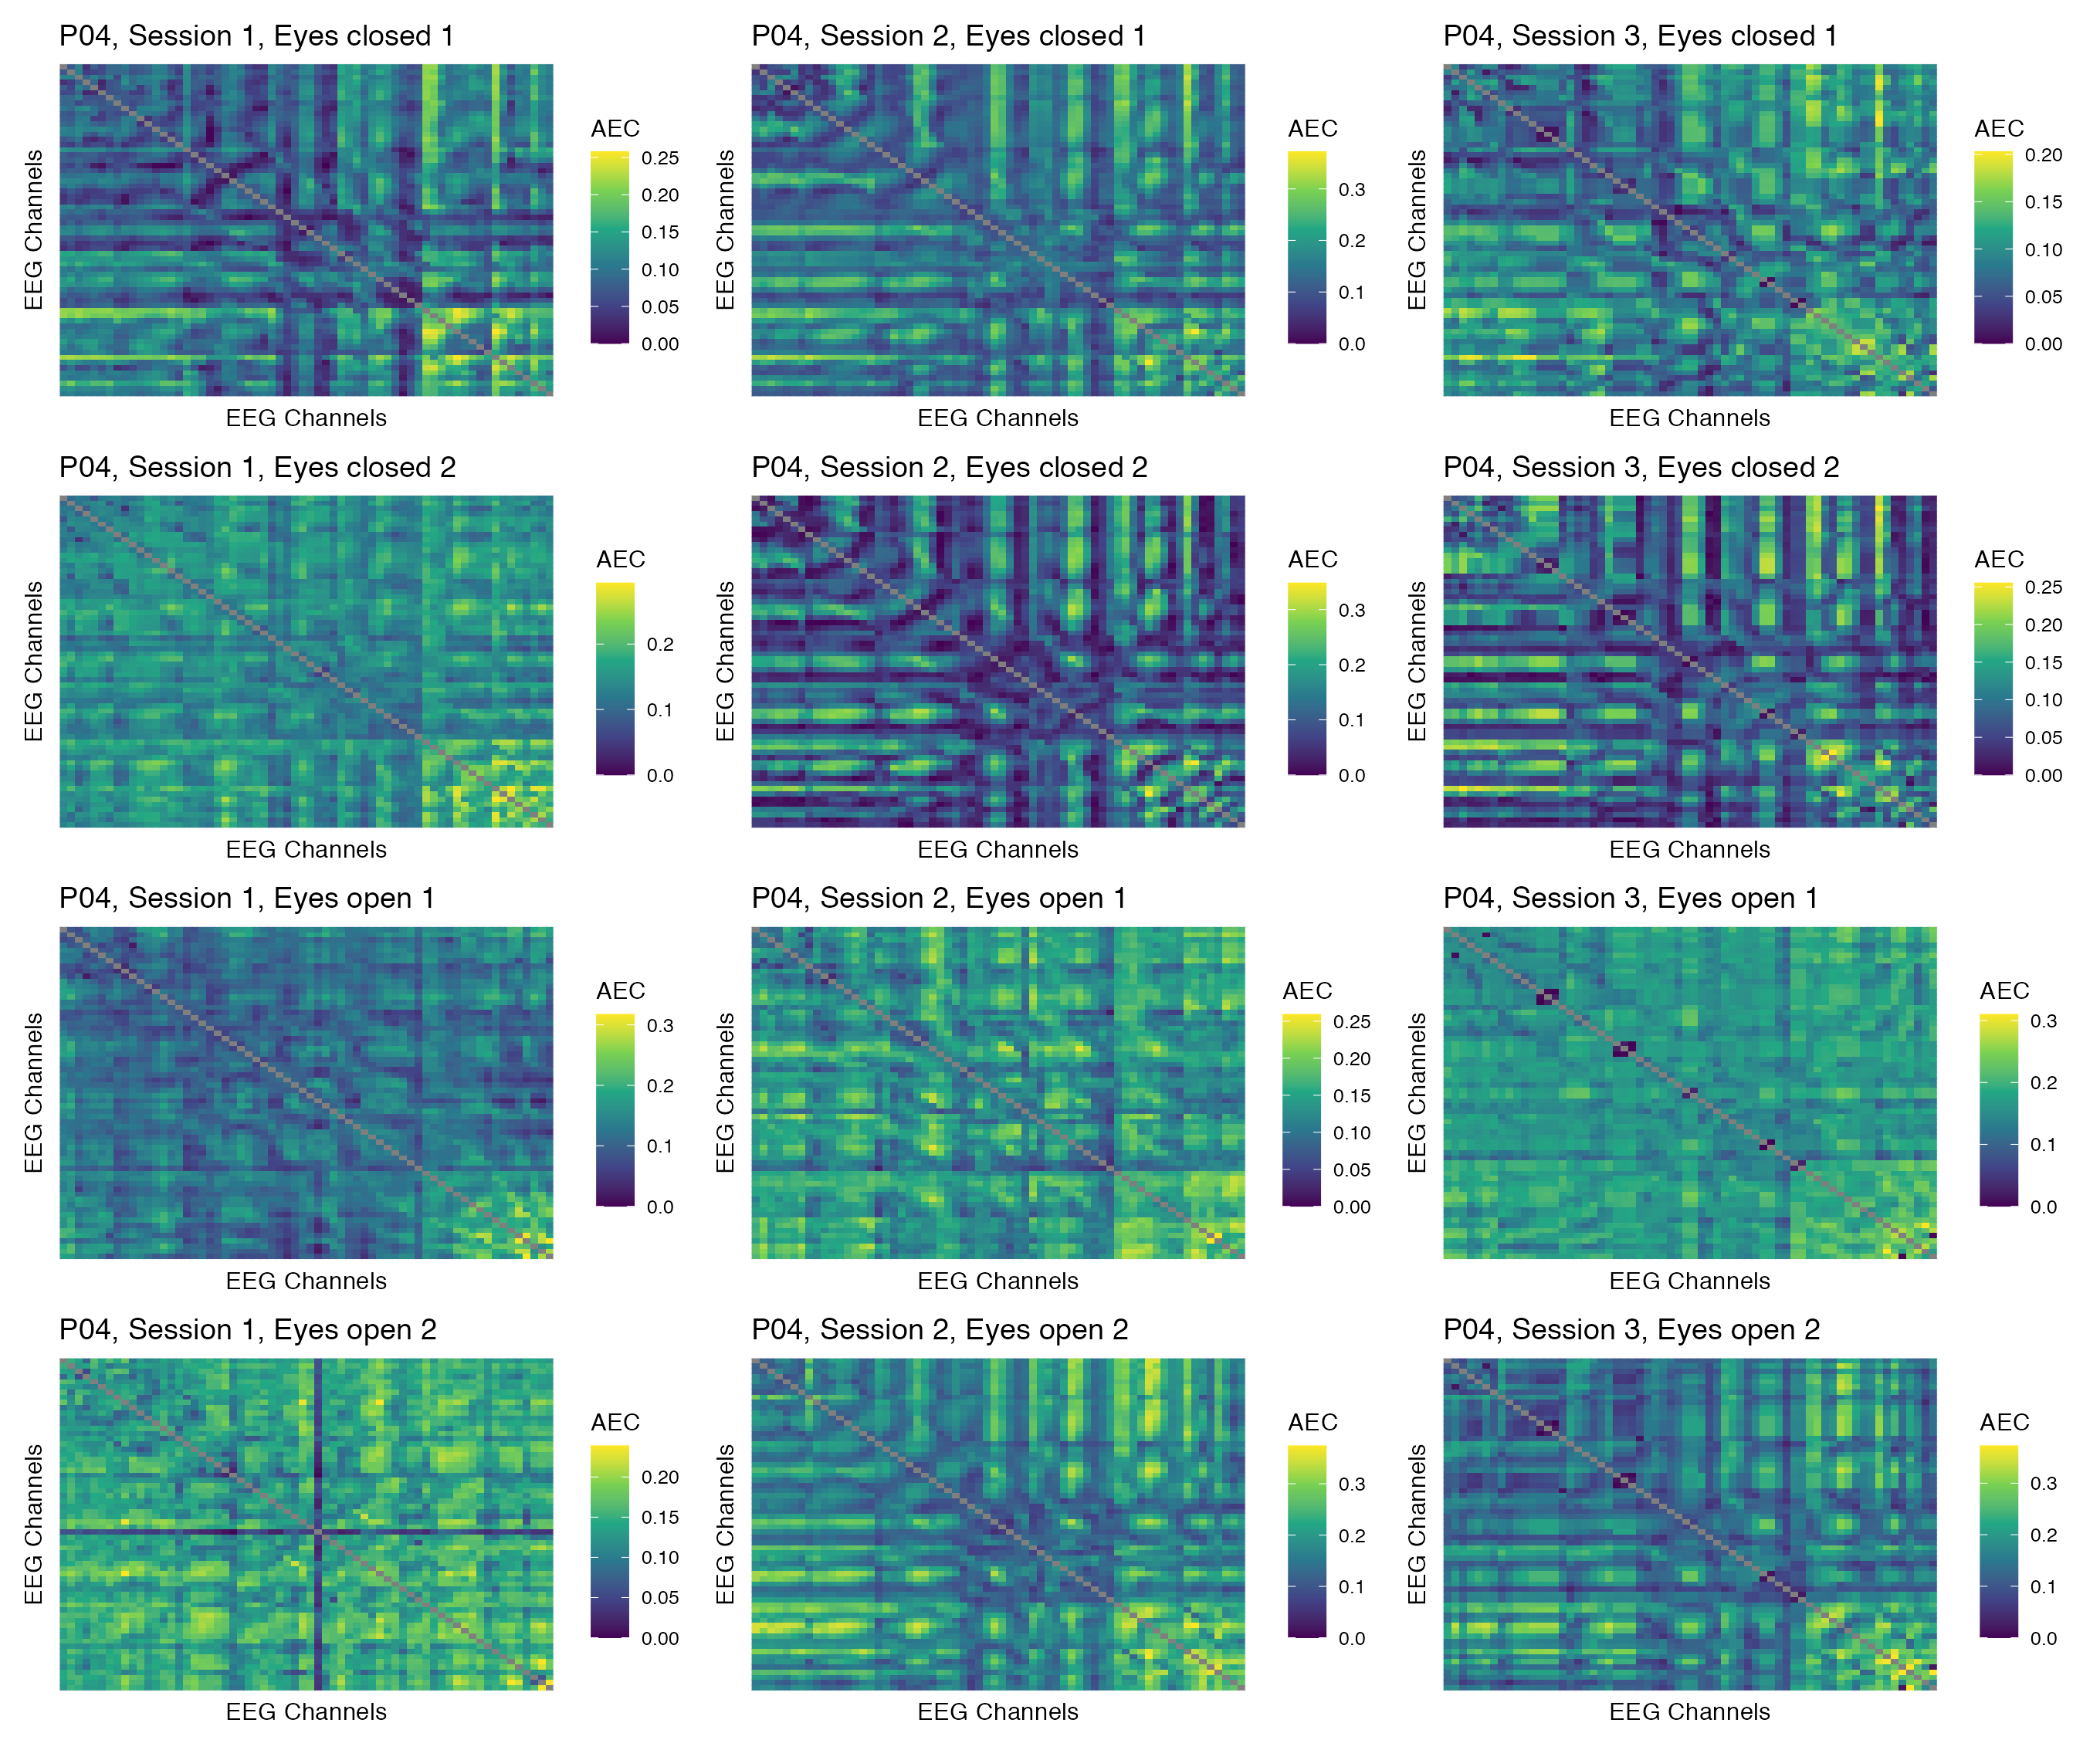 P04, Session 1, Eyes closed 1
P04, Session 2, Eyes closed 1
P04, Session 3, Eyes closed 1
EEG Channels
AEC
0.25
0.20
0.15
0.10
0.05
0.00
EEG Channels
EEG Channels
AEC
0.3
0.2
0.1
0.0
EEG Channels
EEG Channels
AEC
0.20
0.15
0.10
0.05
0.00
EEG Channels
P04, Session 1, Eyes closed 2
P04, Session 2, Eyes closed 2
P04, Session 3, Eyes closed 2
EEG Channels
AEC
0.2
0.1
0.0
EEG Channels
EEG Channels
AEC
0.3
0.2
0.1
0.0
EEG Channels
EEG Channels
AEC
0.25
0.20
0.15
0.10
0.05
0.00
EEG Channels
P04, Session 1, Eyes open 1
P04, Session 2, Eyes open 1
P04, Session 3, Eyes open 1
EEG Channels
AEC
0.3
0.2
0.1
0.0
EEG Channels
EEG Channels
AEC
0.25
0.20
0.15
0.10
0.05
0.00
EEG Channels
EEG Channels
AEC
0.3
0.2
0.1
0.0
EEG Channels
P04, Session 1, Eyes open 2
P04, Session 2, Eyes open 2
P04, Session 3, Eyes open 2
EEG Channels
AEC
0.20
0.15
0.10
0.05
0.00
EEG Channels
EEG Channels
AEC
0.3
0.2
0.1
0.0
EEG Channels
EEG Channels
AEC
0.3
0.2
0.1
0.0
EEG Channels